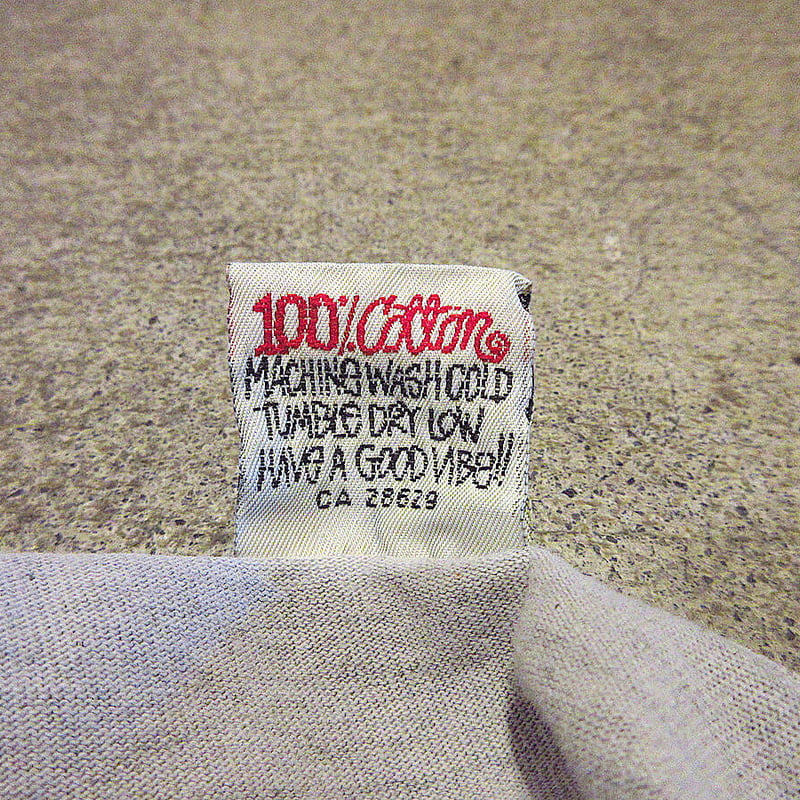 100% Cotton
MACHINE WASH COLD
TUMBLE DRY LOW
HAVE A GOOD VIBE!!
CA 28629